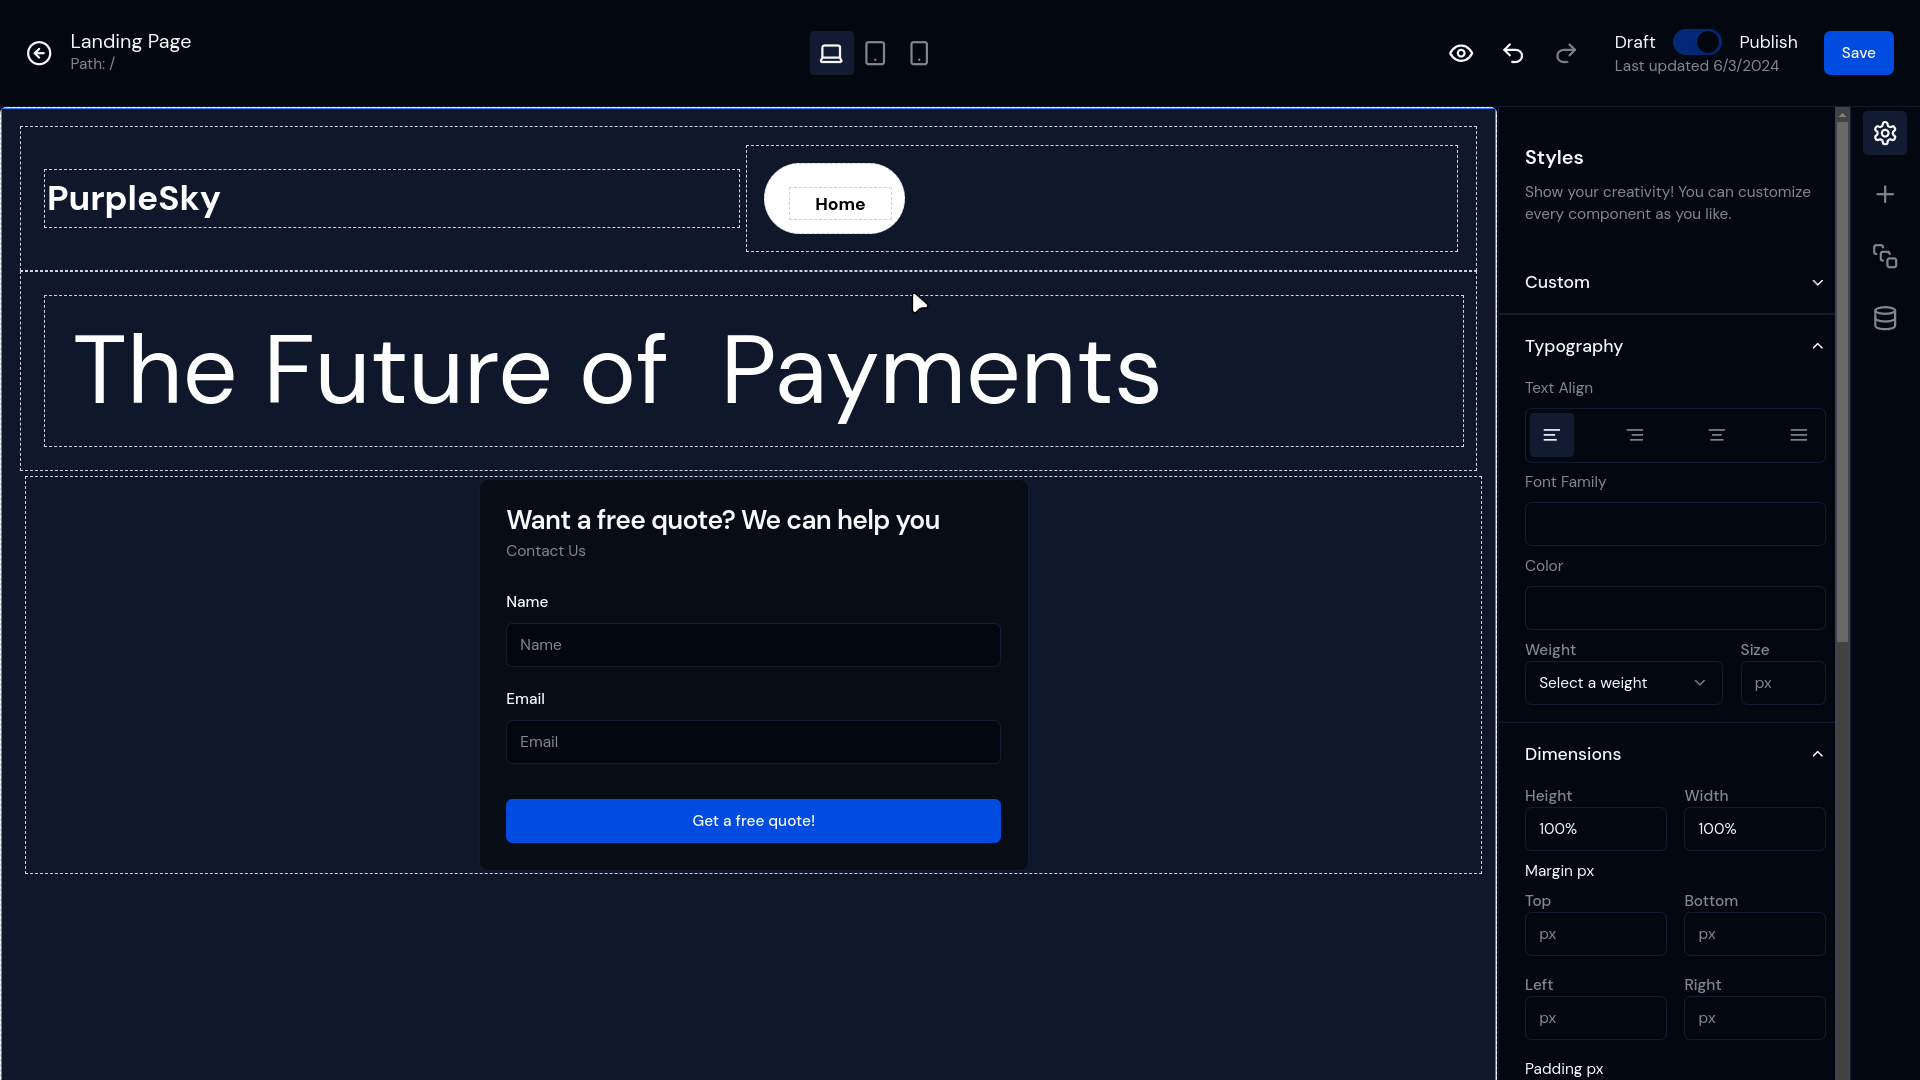 Landing Page
Path: /
Draft
Publish
Last updated 6/3/2024
Save
PurpleSky
Home
The Future of  Payments
Want a free quote? We can help you
Contact Us
Name
Name
Email
Email
Get a free quote!
Styles
Show your creativity! You can customize
every component as you like.
Custom
Typography
Text Align
Font Family
Color
Weight Size
Select a weight px
Dimensions
Height Width
100% 100%
Margin px
Top Bottom
px px
Left Right
px px
Padding px